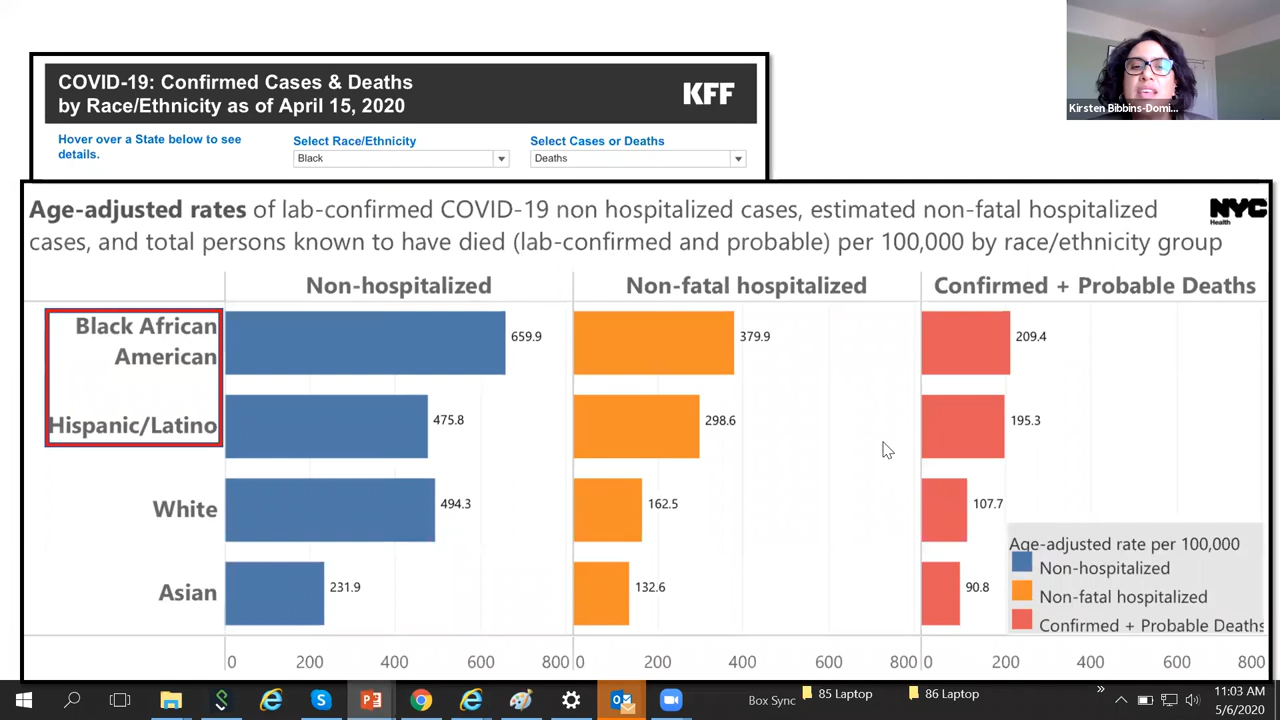 Kirsten Bibbins-Domi...
COVID-19: Confirmed Cases & Deaths
by Race/Ethnicity as of April 15, 2020
KFF
Hover over a State below to see
details.
Select Race/Ethnicity
Black
Select Cases or Deaths
Deaths
Age-adjusted rates of lab-confirmed COVID-19 non hospitalized cases, estimated non-fatal hospitalized
cases, and total persons known to have died (lab-confirmed and probable) per 100,000 by race/ethnicity group
NYC
Health
Non-hospitalized
Non-fatal hospitalized
Confirmed + Probable Deaths
Black African
American
659.9
379.9
209.4
Hispanic/Latino
475.8
298.6
195.3
White
494.3
162.5
107.7
Asian
231.9
132.6
90.8
Age-adjusted rate per 100,000
Non-hospitalized
Non-fatal hospitalized
Confirmed + Probable Deaths
0 200 400 600 800
0 200 400 600 800
0 200 400 600 800
Box Sync
85 Laptop
86 Laptop
11:03 AM
5/6/2020